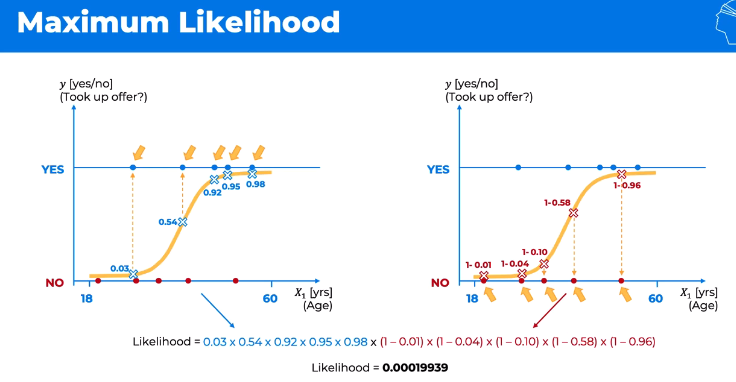 Maximum Likelihood
y [yes/no]
(Took up offer?)
YES
0.92
0.95
0.98
0.54
0.03
NO
18
60
X₁ [yrs]
(Age)
y [yes/no]
(Took up offer?)
YES
1-0.96
1-0.58
1-0.10
1-0.01
1-0.04
NO
18
60
X₁ [yrs]
(Age)
Likelihood = 0.03 x 0.54 x 0.92 x 0.95 x 0.98 x (1 – 0.01) x (1 – 0.04) x (1 – 0.10) x (1 – 0.58) x (1 – 0.96)
Likelihood = 0.00019939